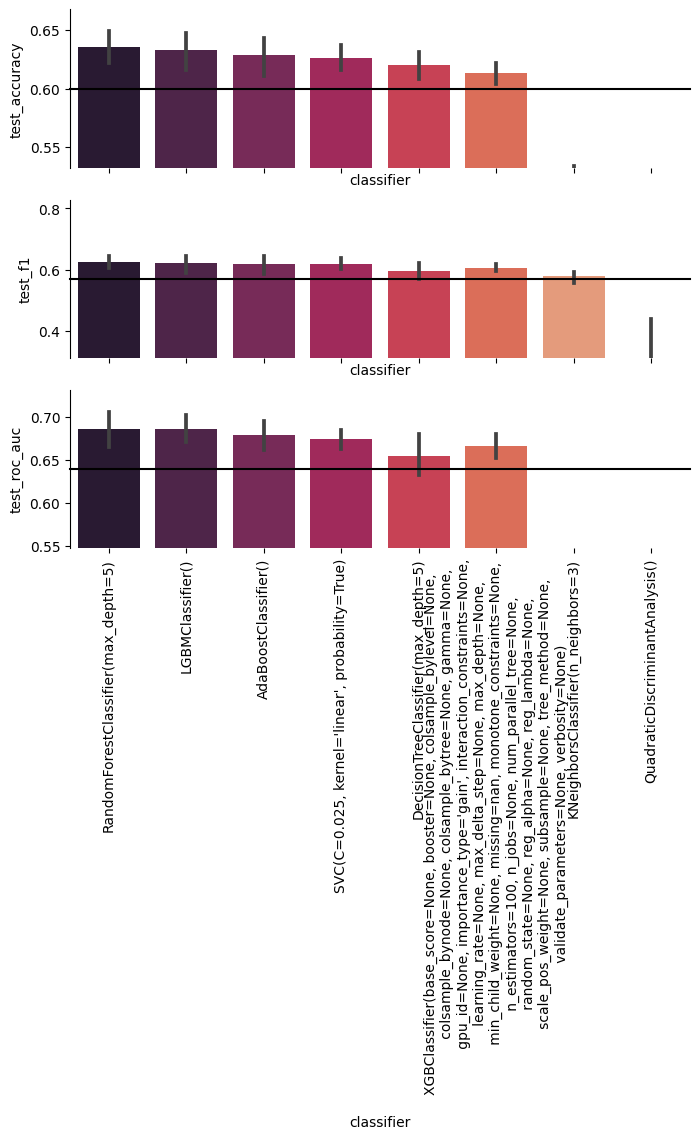 0.65
0.60
0.55
test_accuracy
classifier
0.8
0.6
0.4
test_f1
classifier
0.70
0.65
0.60
0.55
test_roc_auc
RandomForestClassifier(max_depth=5)
LGBMClassifier()
AdaBoostClassifier()
SVC(C=0.025, kernel='linear', probability=True)
DecisionTreeClassifier(max_depth=5)
XGBClassifier(base_score=None, booster=None, colsample_bylevel=None,
colsample_bynode=None, colsample_bytree=None, gamma=None,
gpu_id=None, importance_type='gain', interaction_constraints=None,
learning_rate=None, max_delta_step=None, max_depth=None,
min_child_weight=None, missing=nan, monotone_constraints=None,
n_estimators=100, n_jobs=None, num_parallel_tree=None,
random_state=None, reg_alpha=None, reg_lambda=None,
scale_pos_weight=None, subsample=None, tree_method=None,
validate_parameters=None, verbosity=None)
KNeighborsClassifier(n_neighbors=3)
QuadraticDiscriminantAnalysis()
classifier